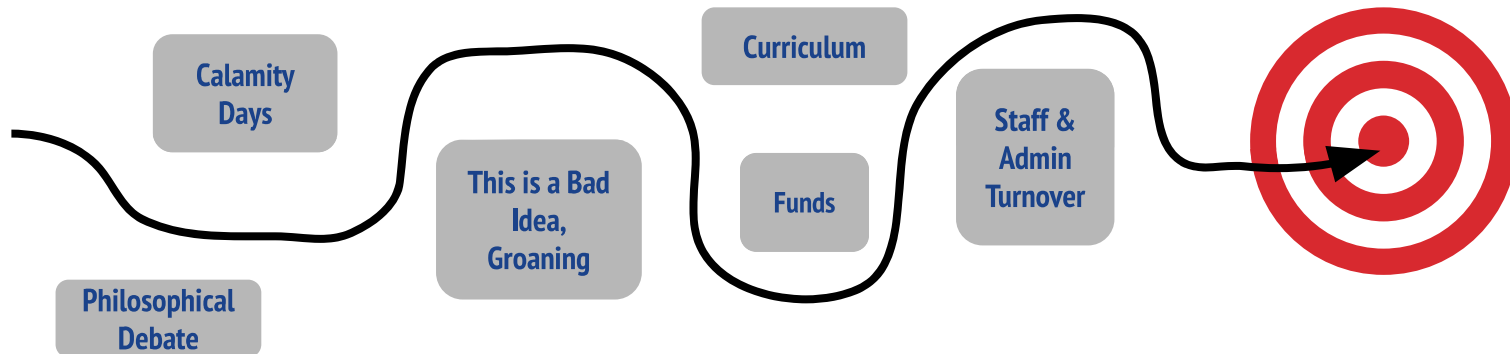 Calamity
Days
Philosophical
Debate
This is a Bad
Idea,
Groaning
Curriculum
Funds
Staff &
Admin
Turnover